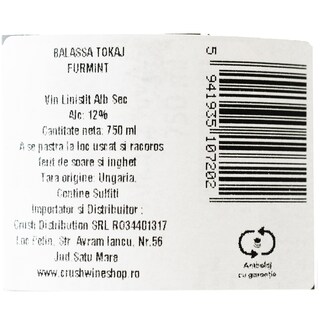 BALASSA TOKAJ
FURMINT
Vin Linistit Alb Sec
Alc: 12%
Cantitate neta: 750 ml
A se pastra la loc uscat si racoros
ferit de soare si inghet
Tara origine: Ungaria.
Contine Sulfiti
Importator si Distribuitor :
Crush Distribution SRL RO34401317
Loc Petin, Str. Avram Iancu, Nr.56
Jud Satu Mare
www.crushwineshop.ro
5 941935 107202
Ambalaj
cu garanție